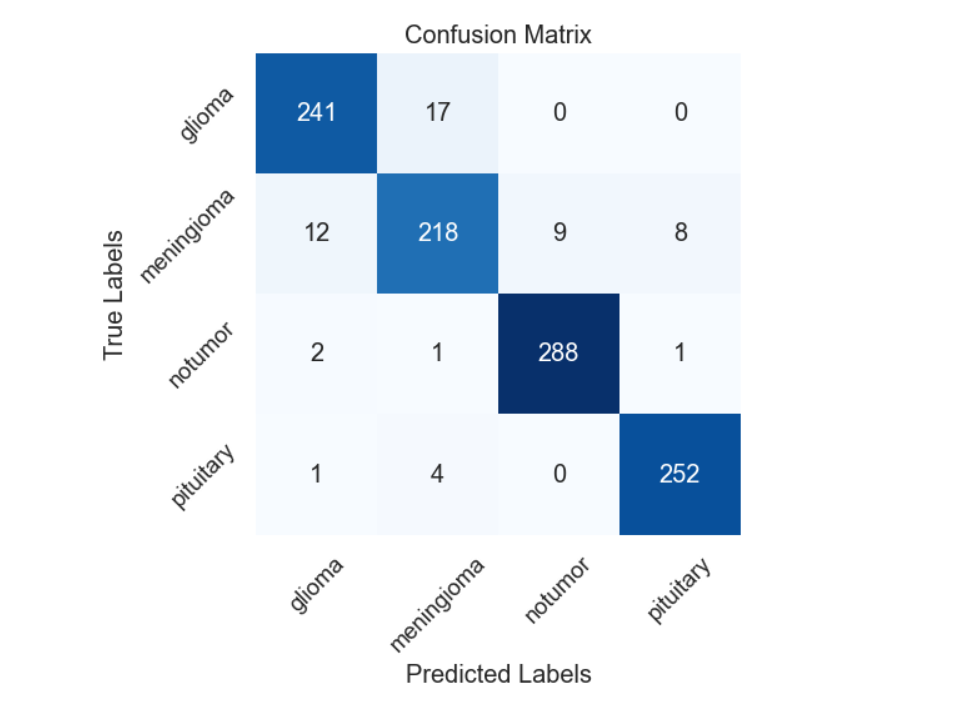 Confusion Matrix
True Labels
glioma 241 17 0 0
meningioma 12 218 9 8
notumor 2 1 288 1
pituitary 1 4 0 252
glioma meningioma notumor pituitary
Predicted Labels